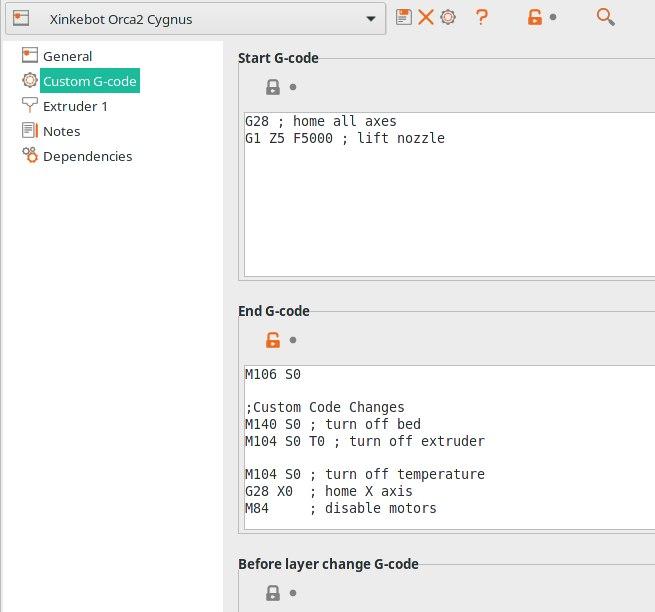 Xinkebot Orca2 Cygnus
General
Custom G-code
Extruder 1
Notes
Dependencies
Start G-code
G28 ; home all axes
G1 Z5 F5000 ; lift nozzle
End G-code
M106 S0
;Custom Code Changes
M140 S0 ; turn off bed
M104 S0 T0 ; turn off extruder
M104 S0 ; turn off temperature
G28 X0  ; home X axis
M84     ; disable motors
Before layer change G-code